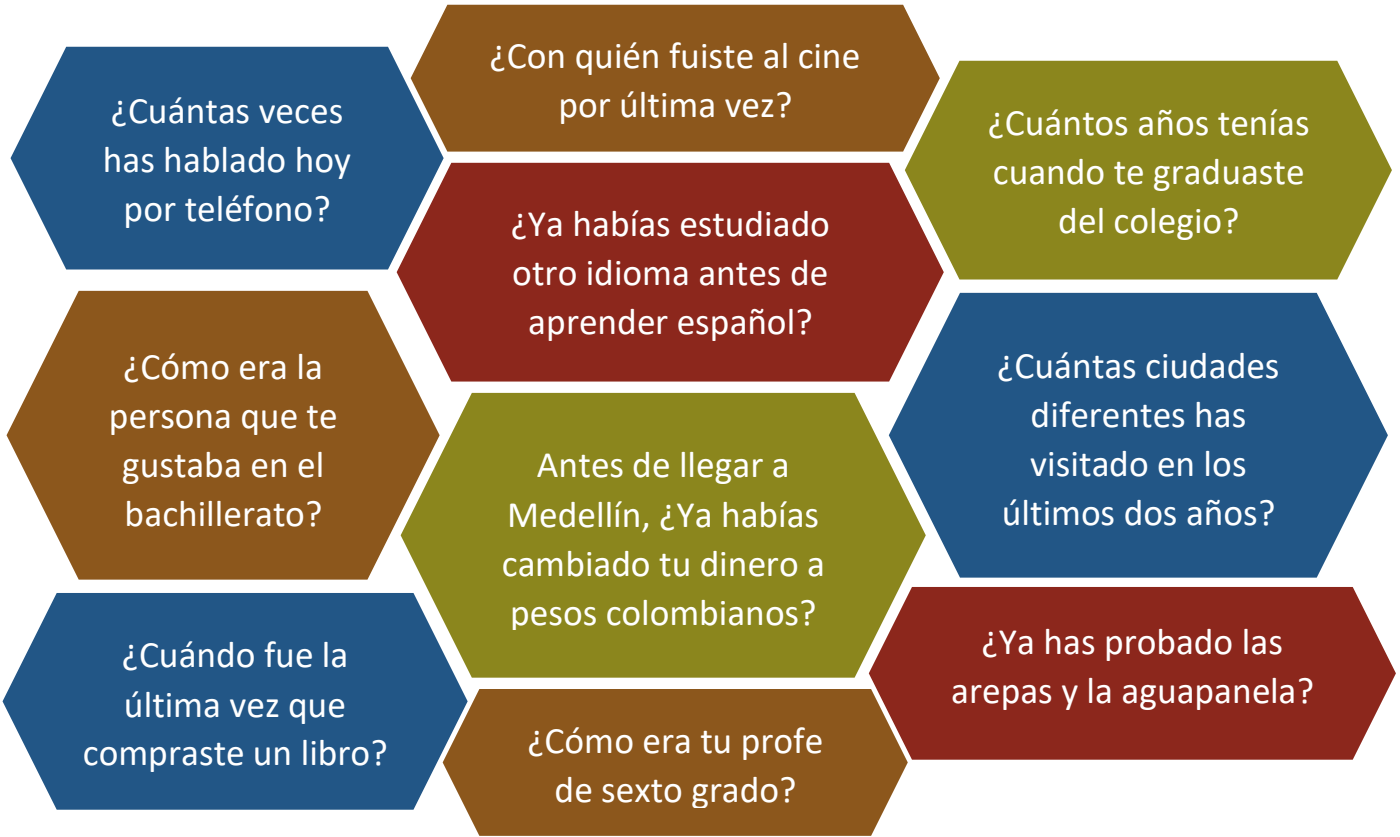 ¿Cuántas veces
has hablado hoy
por teléfono?
¿Con quién fuiste al cine
por última vez?
¿Cuántos años tenías
cuando te graduaste
del colegio?
¿Ya habías estudiado
otro idioma antes de
aprender español?
¿Cómo era la
persona que te
gustaba en el
bachillerato?
Antes de llegar a
Medellín, ¿Ya habías
cambiado tu dinero a
pesos colombianos?
¿Cuántas ciudades
diferentes has
visitado en los
últimos dos años?
¿Cuándo fue la
última vez que
compraste un libro?
¿Cómo era tu profe
de sexto grado?
¿Ya has probado las
arepas y la aguapanela?